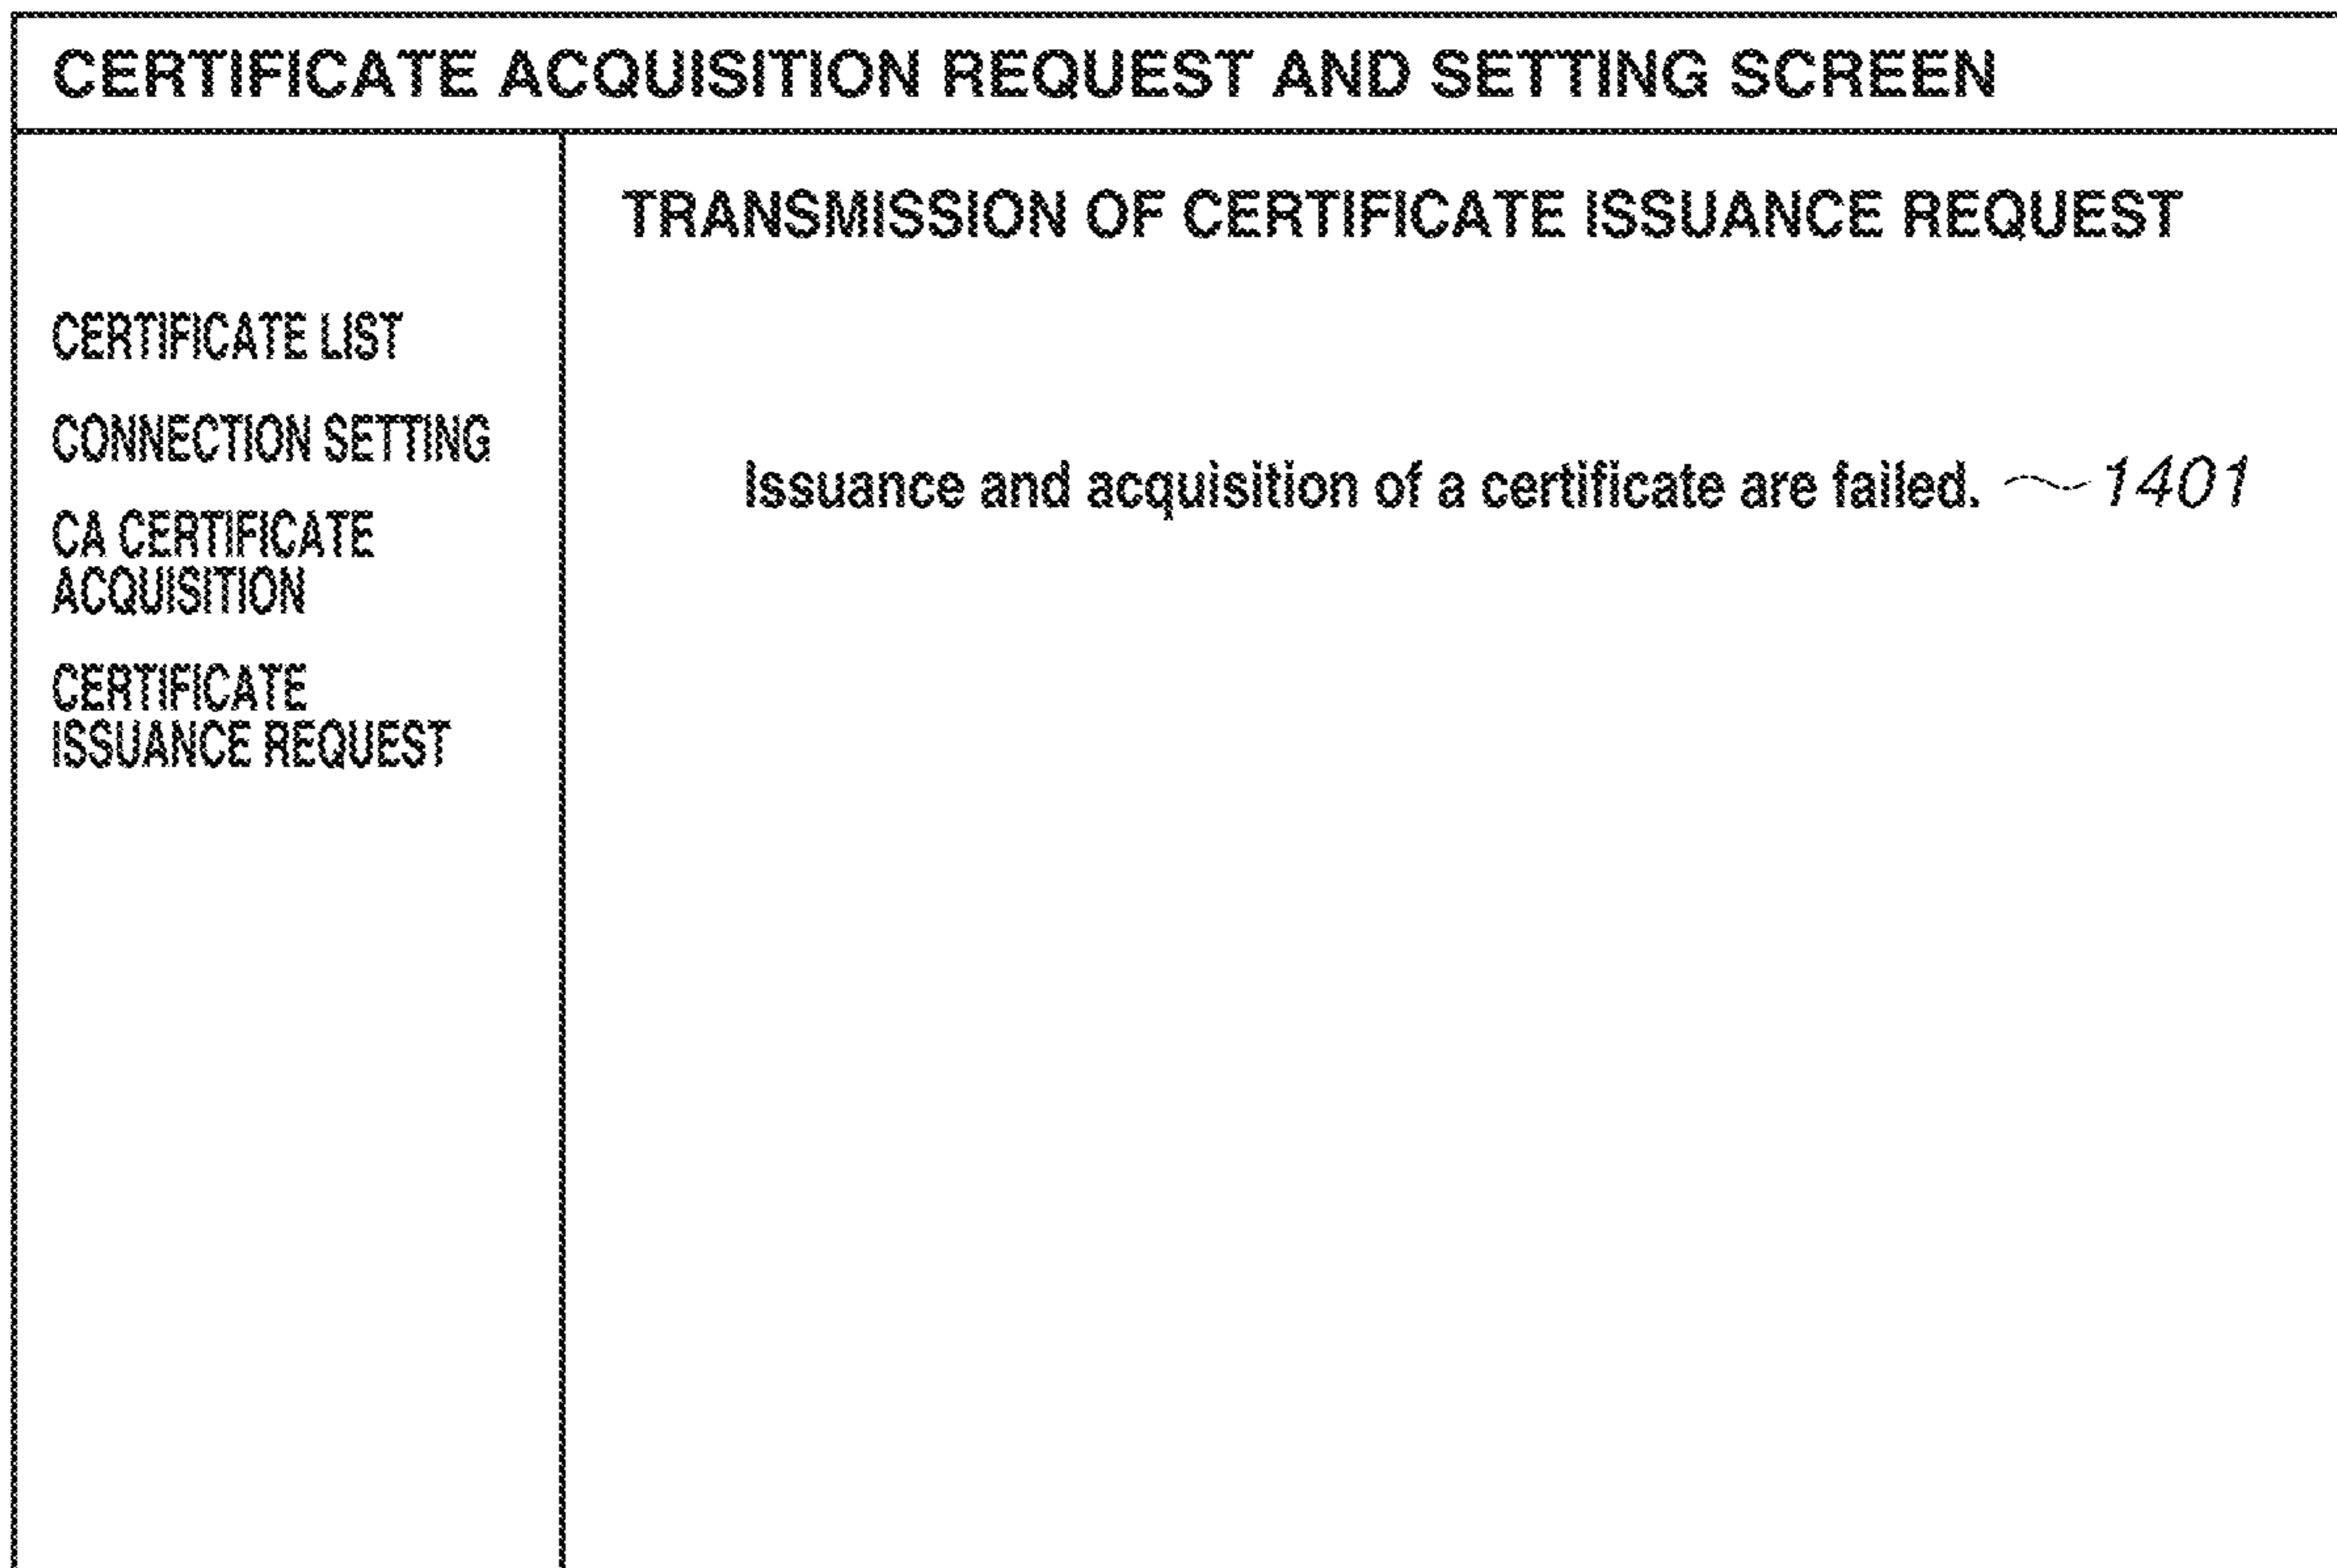 CERTIFICATE ACQUISITION REQUEST AND SETTING SCREEN
TRANSMISSION OF CERTIFICATE ISSUANCE REQUEST
CERTIFICATE LIST
CONNECTION SETTING
CA CERTIFICATE
ACQUISITION
CERTIFICATE
ISSUANCE REQUEST
Issuance and acquisition of a certificate are failed. 1401